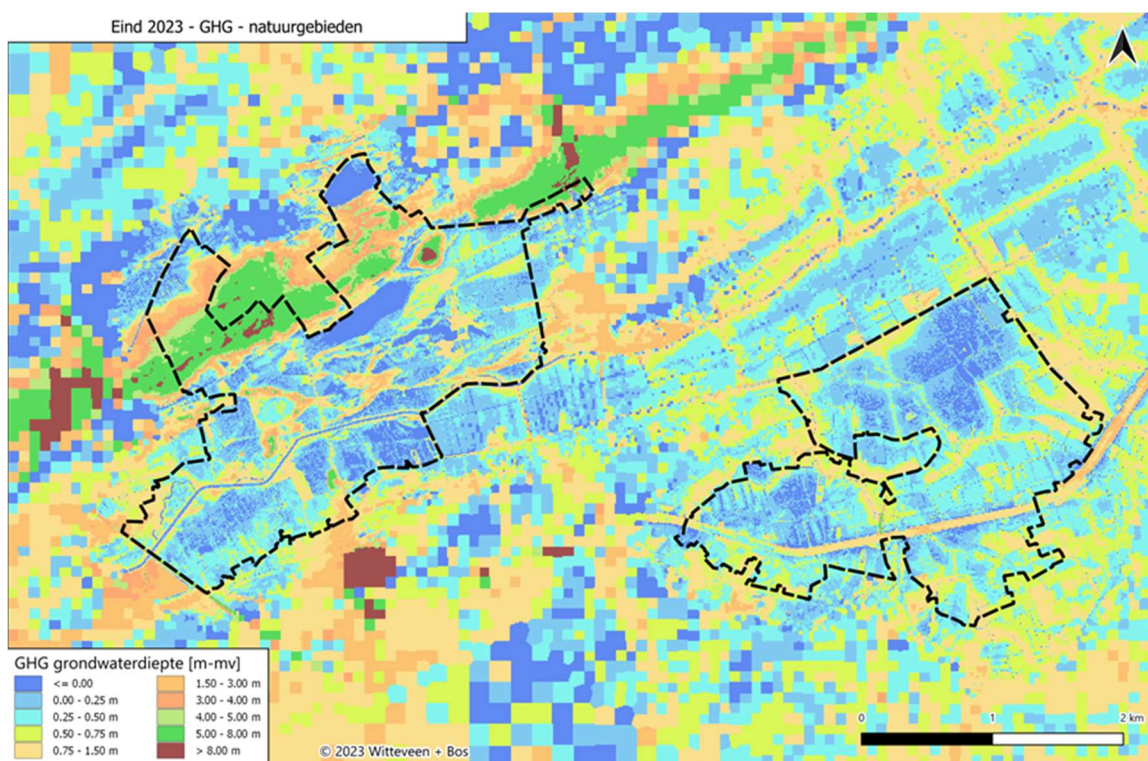 Eind 2023 - GHG - natuurgebieden
GHG grondwaterdiepte [m-mv]
<= 0.00
0.00 - 0.25 m
0.25 - 0.50 m
0.50 - 0.75 m
0.75 - 1.50 m
1.50 - 3.00 m
3.00 - 4.00 m
4.00 - 5.00 m
5.00 - 8.00 m
> 8.00 m
© 2023 Witteveen + Bos
0 1 2 km